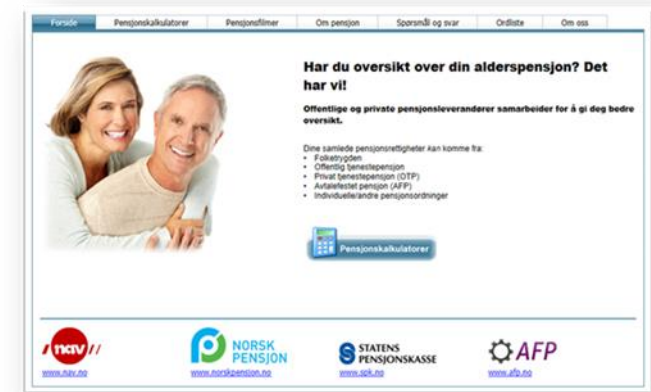 Forside Pensjonskalkulatorer Pensjonsfilmer Om pensjon Spørsmål og svar Ordliste Om oss
Har du oversikt over din alderspensjon? Det
har vi!
Offentlige og private pensjonsleverandører samarbeider for å gi deg bedre
oversikt.
Dine samlede pensjonsrettigheter kan komme fra:
• Folketrygden
• Offentlig tjenestepensjon
• Privat tjenestepensjon (OTP)
• Avtalefestet pensjon (AFP)
• Individuelle/andre pensjonsordninger
Pensjonskalkulatorer
nav
www.nav.no
NORSK
PENSJON
www.norskpensjon.no
STATENS
PENSJONSKASSE
www.spk.no
AFP
www.afp.no